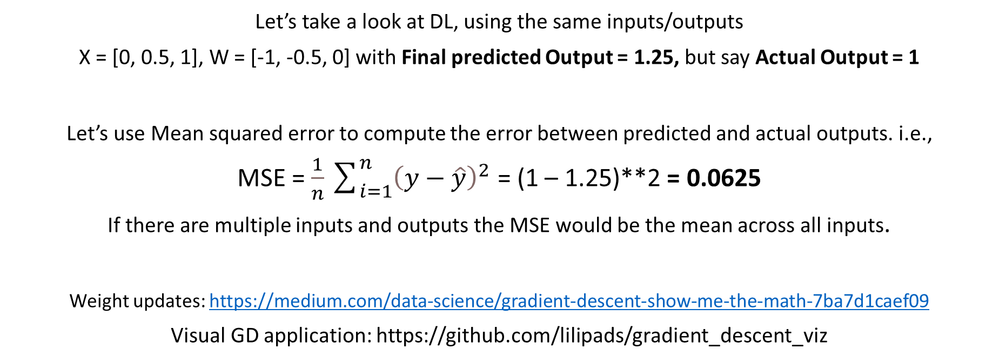 Let’s take a look at DL, using the same inputs/outputs
X = [0, 0.5, 1], W = [-1, -0.5, 0] with Final predicted Output = 1.25, but say Actual Output = 1
Let’s use Mean squared error to compute the error between predicted and actual outputs. i.e.,
MSE = \frac{1}{n} \sum_{i=1}^{n} (y − ŷ)² = (1 – 1.25)**2 = 0.0625
If there are multiple inputs and outputs the MSE would be the mean across all inputs.
Weight updates: https://medium.com/data-science/gradient-descent-show-me-the-math-7ba7d1caef09
Visual GD application: https://github.com/lilipads/gradient_descent_viz